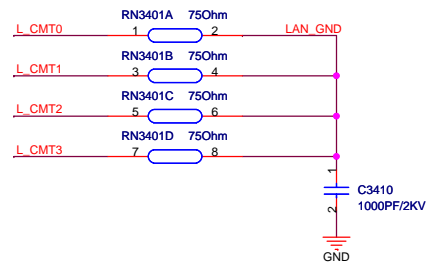 RN3401A 75Ohm
L_CMT0 1 2 LAN_GND
RN3401B 75Ohm
L_CMT1 3 4
RN3401C 75Ohm
L_CMT2 5 6
RN3401D 75Ohm
L_CMT3 7 8
1
C3410
1000PF/2KV
2
GND